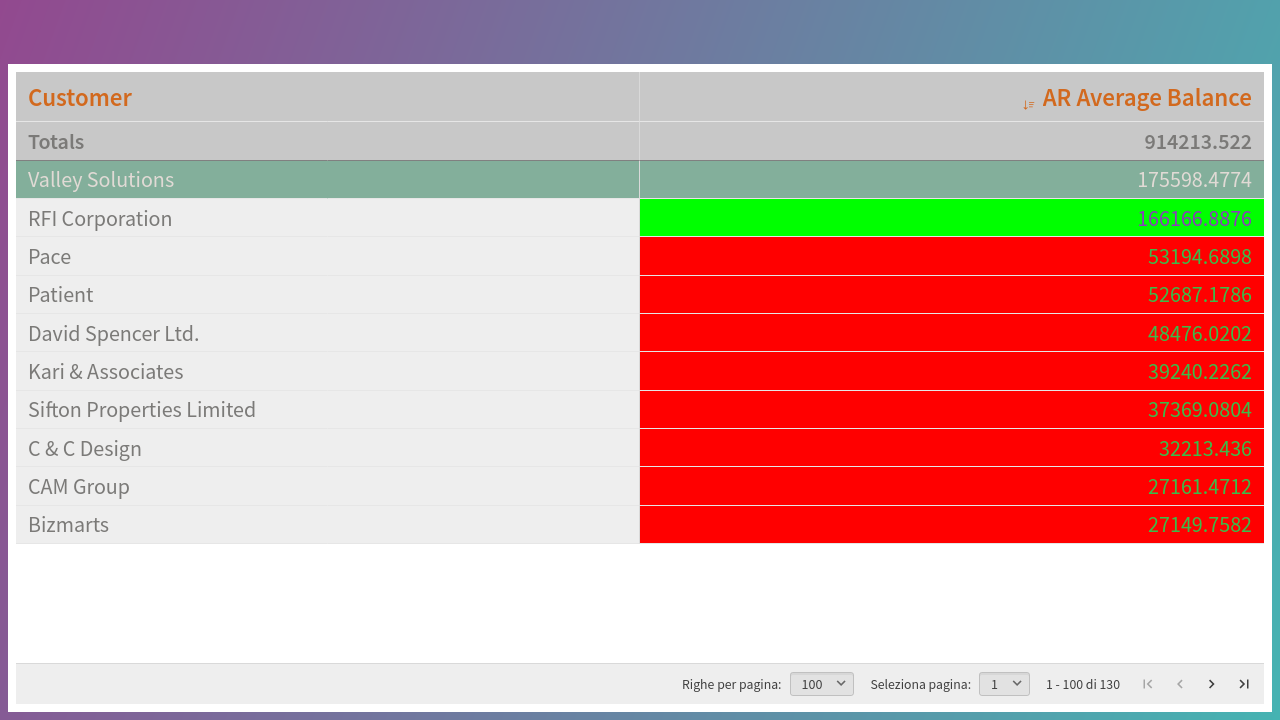 Customer AR Average Balance
Totals 914213.522
Valley Solutions 175598.4774
RFI Corporation 166166.8876
Pace 53194.6898
Patient 52687.1786
David Spencer Ltd. 48476.0202
Kari & Associates 39240.2262
Sifton Properties Limited 37369.0804
C & C Design 32213.436
CAM Group 27161.4712
Bizmarts 27149.7582
Righe per pagina: 100 Seleziona pagina: 1 1 - 100 di 130